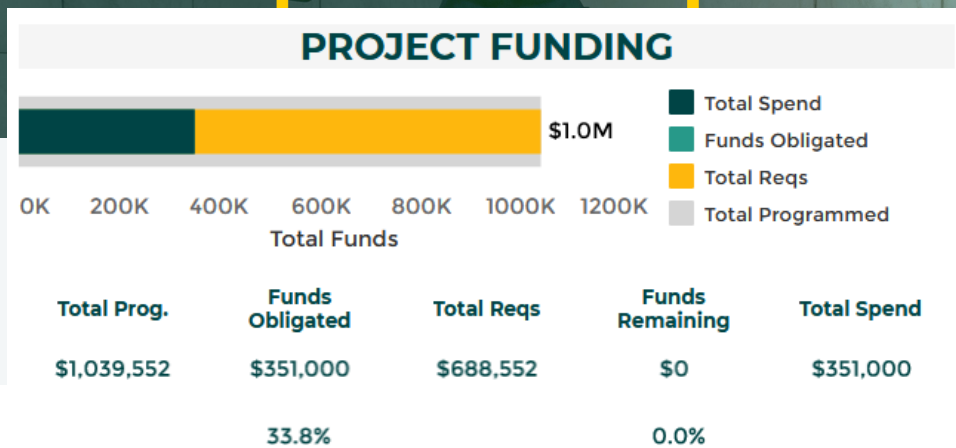 PROJECT FUNDING
$1.0M
Total Spend
Funds Obligated
Total Reqs
Total Programmed
0K 200K 400K 600K 800K 1000K 1200K
Total Funds
Total Prog.
Funds
Obligated
Total Reqs
Funds
Remaining
Total Spend
$1,039,552 $351,000 $688,552 $0 $351,000
33.8% 0.0%